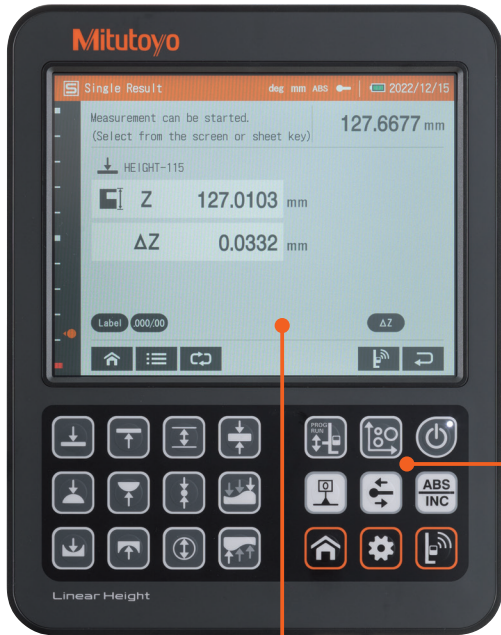 Mitutoyo
S Single Result deg mm ABS 2022/12/15
Measurement can be started.
(Select from the screen or sheet key)
127.6677 mm
HEIGHT-115
Z 127.0103 mm
ΔZ 0.0332 mm
Label .000/.00 ΔZ
PROG
RUN
0
ABS
INC
Linear Height